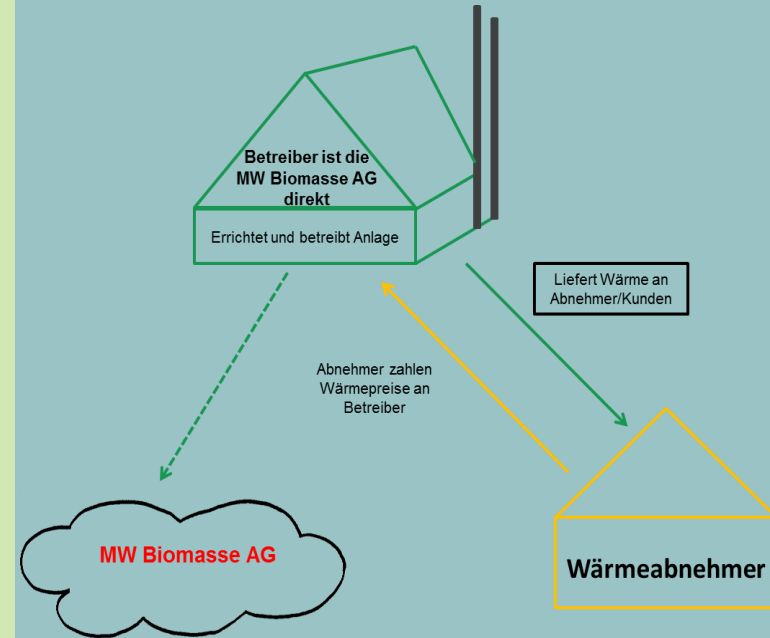 Betreiber ist die
MW Biomasse AG
direkt
Errichtet und betreibt Anlage
Liefert Wärme an
Abnehmer/Kunden
Abnehmer zahlen
Wärmepreise an
Betreiber
MW Biomasse AG
Wärmeabnehmer